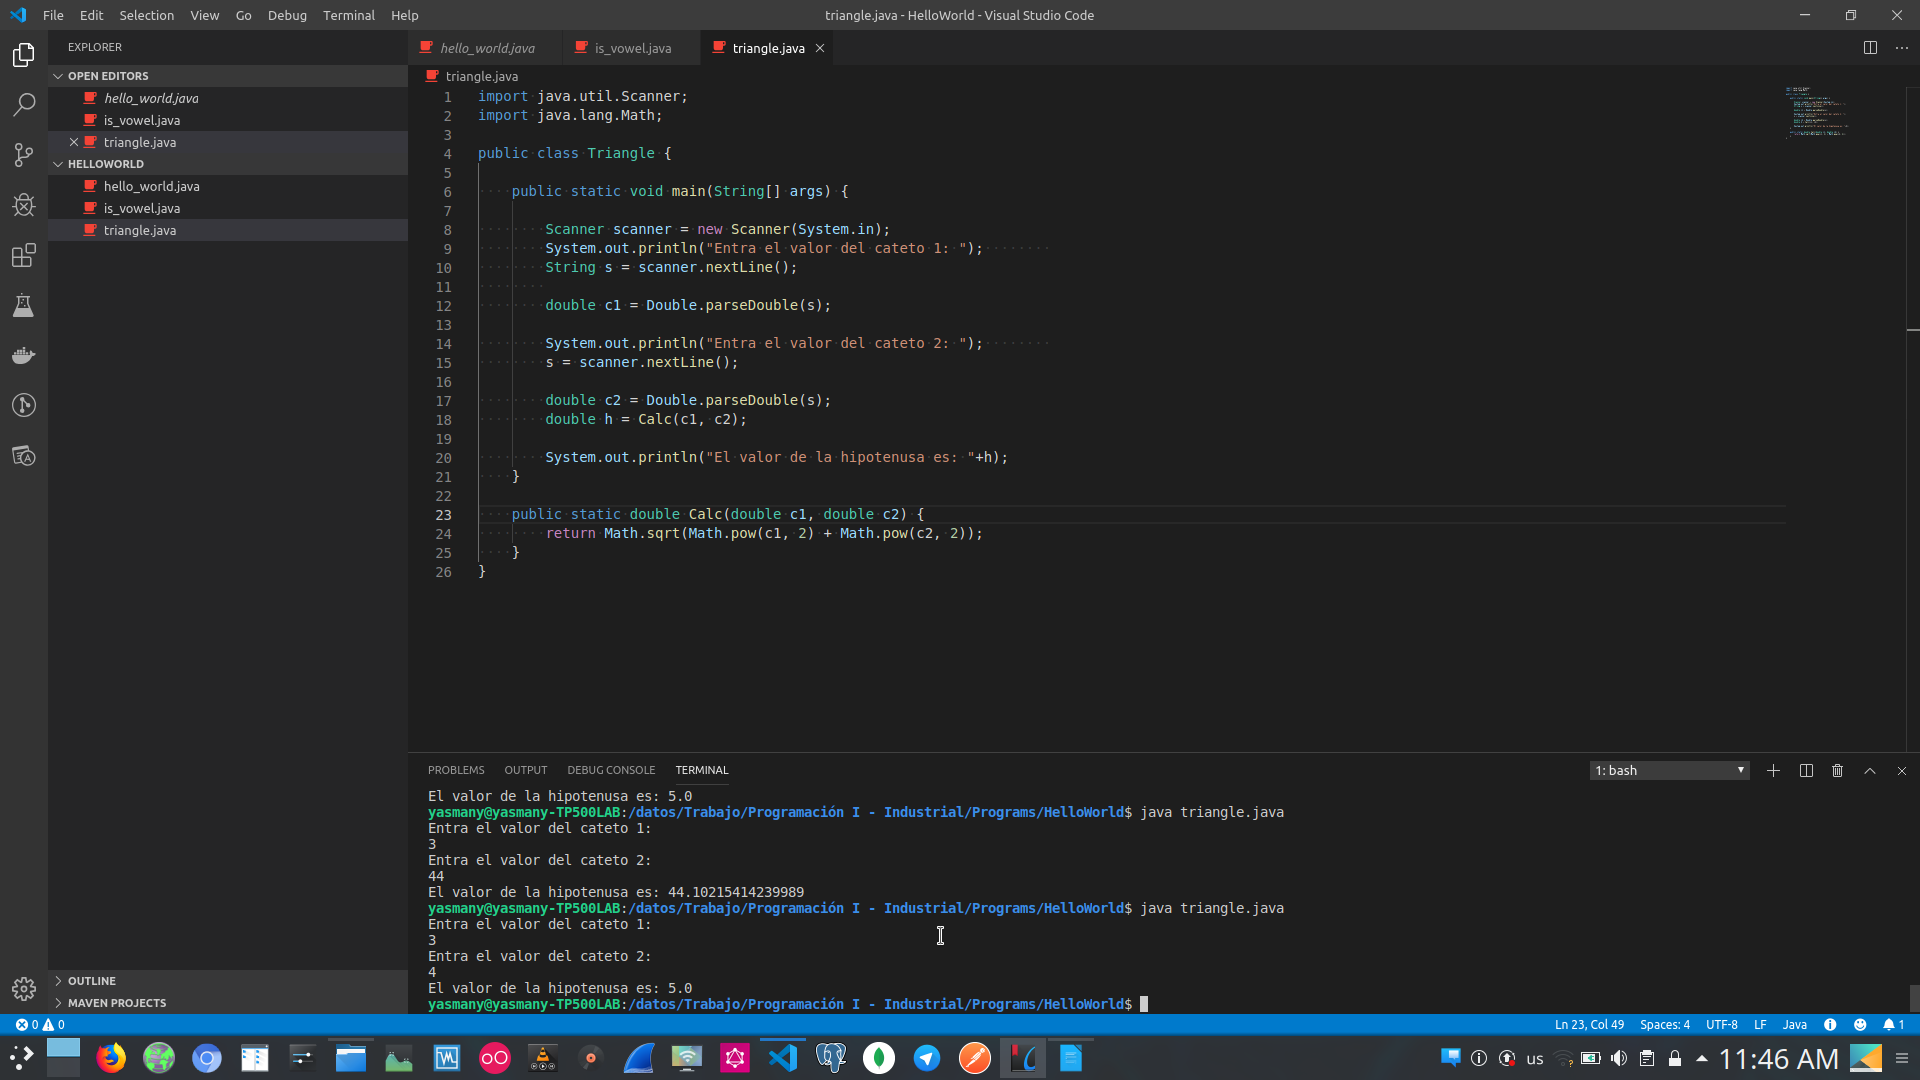 File Edit Selection View Go Debug Terminal Help
triangle.java - HelloWorld - Visual Studio Code
EXPLORER
OPEN EDITORS
hello_world.java
is_vowel.java
triangle.java
HELLOWORLD
hello_world.java
is_vowel.java
triangle.java
OUTLINE
MAVEN PROJECTS
hello_world.java is_vowel.java triangle.java
triangle.java
1 import java.util.Scanner;
2 import java.lang.Math;
3
4 public class Triangle {
5
6 public static void main(String[] args) {
7
8 Scanner scanner = new Scanner(System.in);
9 System.out.println("Entra el valor del cateto 1: ");
10 String s = scanner.nextLine();
11
12 double c1 = Double.parseDouble(s);
13
14 System.out.println("Entra el valor del cateto 2: ");
15 s = scanner.nextLine();
16
17 double c2 = Double.parseDouble(s);
18 double h = Calc(c1, c2);
19
20 System.out.println("El valor de la hipotenusa es: "+h);
21 }
22
23 public static double Calc(double c1, double c2) {
24 return Math.sqrt(Math.pow(c1, 2) + Math.pow(c2, 2));
25 }
26 }
PROBLEMS OUTPUT DEBUG CONSOLE TERMINAL
1: bash
El valor de la hipotenusa es: 5.0
yasmany@yasmany-TP500LAB:/datos/Trabajo/Programación I - Industrial/Programs/HelloWorld$ java triangle.java
Entra el valor del cateto 1:
3
Entra el valor del cateto 2:
44
El valor de la hipotenusa es: 44.10215414239989
yasmany@yasmany-TP500LAB:/datos/Trabajo/Programación I - Industrial/Programs/HelloWorld$ java triangle.java
Entra el valor del cateto 1:
3
Entra el valor del cateto 2:
4
El valor de la hipotenusa es: 5.0
yasmany@yasmany-TP500LAB:/datos/Trabajo/Programación I - Industrial/Programs/HelloWorld$
0 0
Ln 23, Col 49 Spaces: 4 UTF-8 LF Java 1
us 11:46 AM